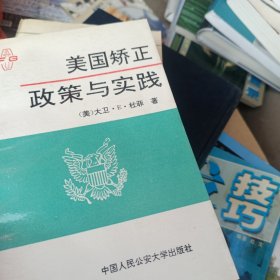 美国矫正
政策与实践
（美）大卫·E·杜菲 著
中国人民公安大学出版社
技
巧